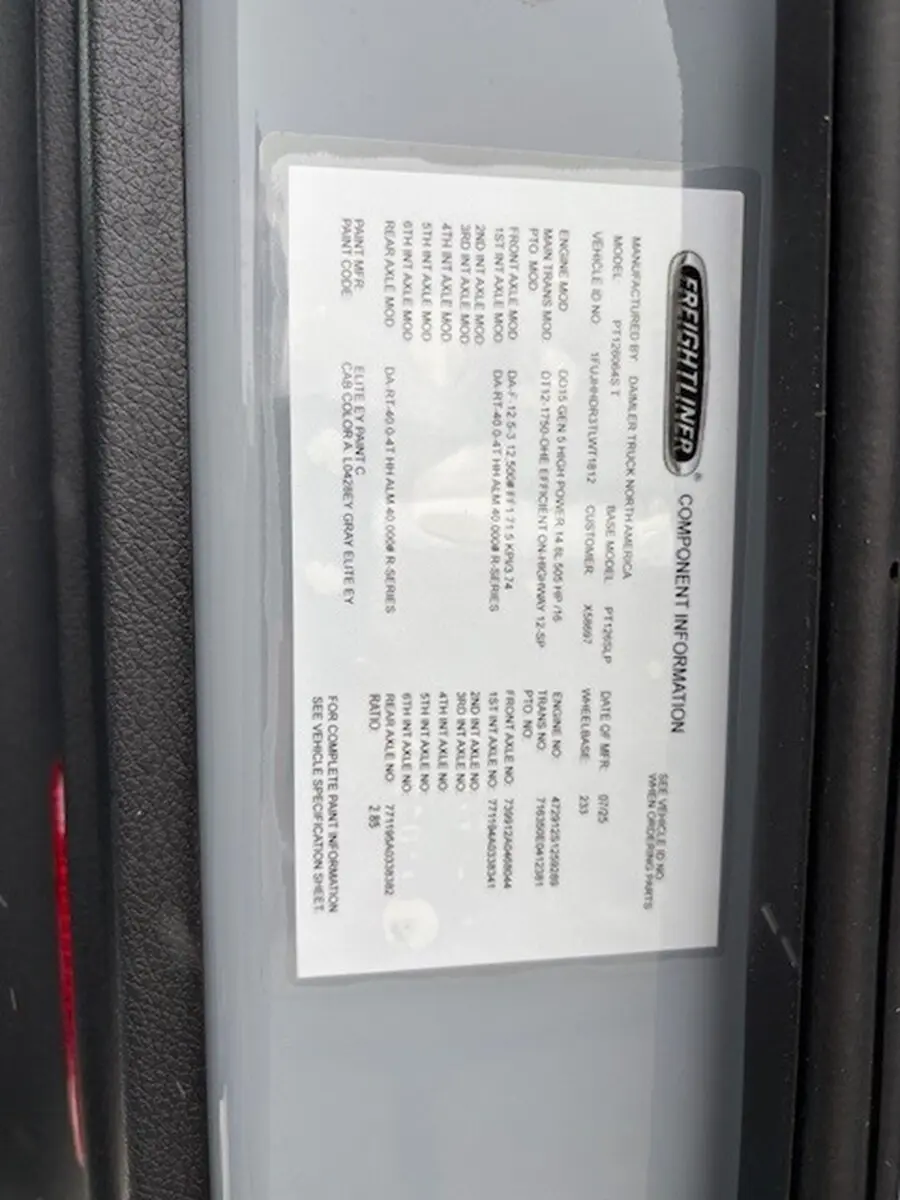 FREIGHTLINER® COMPONENT INFORMATION
SEE VEHICLE ID NO.
WHEN ORDERING PARTS
MANUFACTURED BY: DAIMLER TRUCK NORTH AMERICA
MODEL: PT126064S T BASE MODEL: PT126SLP DATE OF MFR: 07/25
VEHICLE ID NO: 1FUJHHDR3TLWT1812 CUSTOMER: X58697 WHEELBASE: 233
ENGINE MOD: DD15 GEN 5 HIGH POWER 14.8L 505 HP /16 ENGINE NO: 472912S1259289
MAIN TRANS MOD: DT12-1750-OHE EFFICIENT ON-HIGHWAY 12-SP TRANS NO: 716350E0412381
PTO MOD: PTO NO:
FRONT AXLE MOD: DA-F-12.5-3 12,500# FF1 71.5 KPI/3.74 FRONT AXLE NO: 739912A0468044
1ST INT AXLE MOD: DA-RT-40.0-4T HH ALM 40,000# R-SERIES 1ST INT AXLE NO: 771194A0338341
2ND INT AXLE MOD: 2ND INT AXLE NO:
3RD INT AXLE MOD: 3RD INT AXLE NO:
4TH INT AXLE MOD: 4TH INT AXLE NO:
5TH INT AXLE MOD: 5TH INT AXLE NO:
6TH INT AXLE MOD: 6TH INT AXLE NO:
REAR AXLE MOD: DA-RT-40.0-4T HH ALM 40,000# R-SERIES REAR AXLE NO: 771195A0338382
RATIO: 2.85
PAINT MFR: ELITE EY PAINT C
PAINT CODE: CAB COLOR A: L0428EY GRAY ELITE EY
FOR COMPLETE PAINT INFORMATION
SEE VEHICLE SPECIFICATION SHEET.